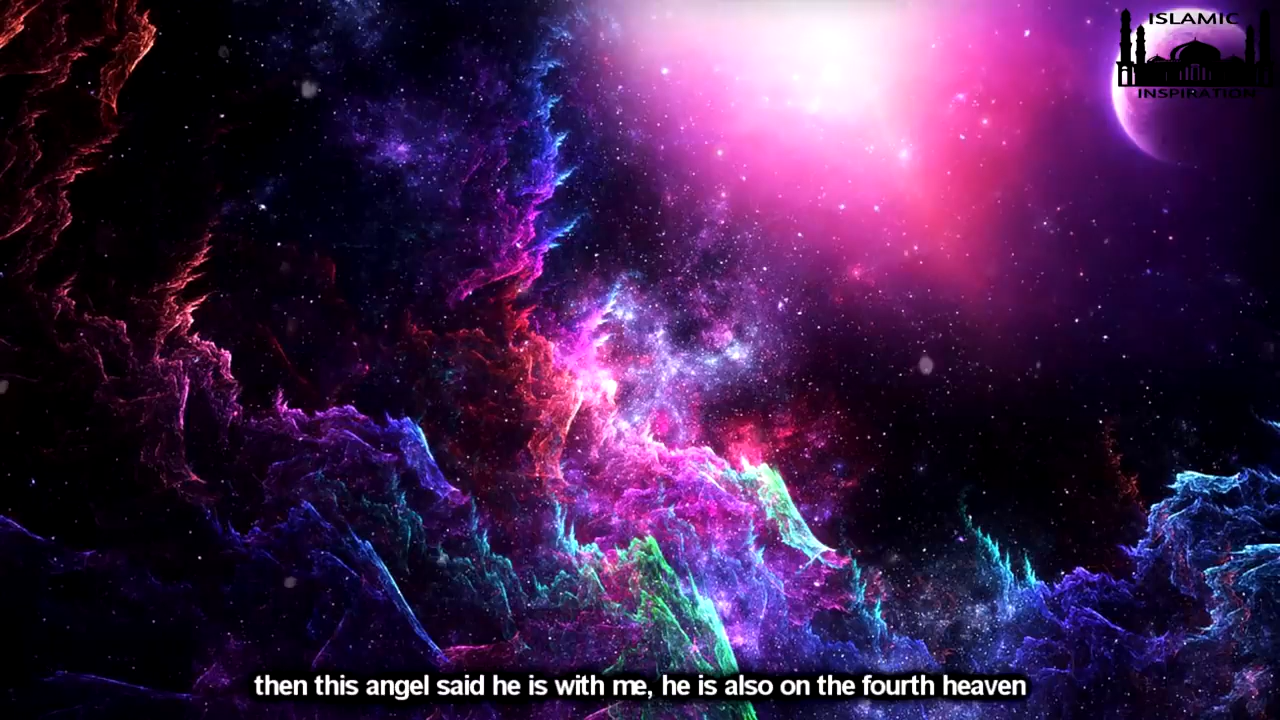 ISLAMIC
INSPIRATION
then this angel said he is with me, he is also on the fourth heaven